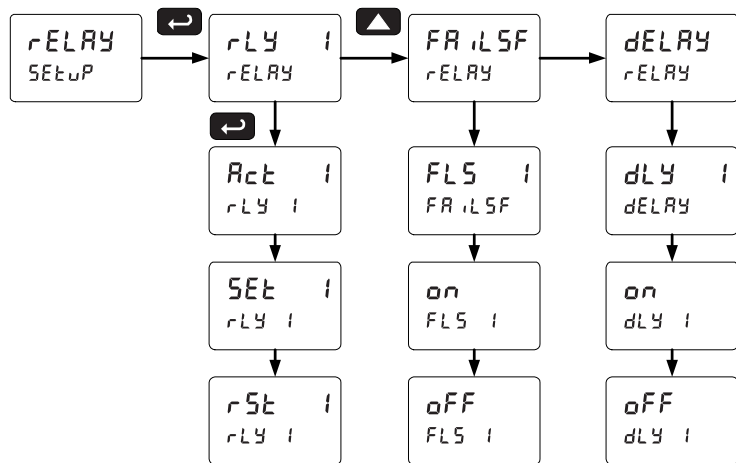 rELAY
SEtuP
rLY 1
rELAY
FAiLSF
rELAY
dELAY
rELAY
Act 1
rLY 1
FLS 1
FAiLSF
dLY 1
dELAY
SEt 1
rLY 1
on
FLS 1
on
dLY 1
rSt 1
rLY 1
oFF
FLS 1
oFF
dLY 1